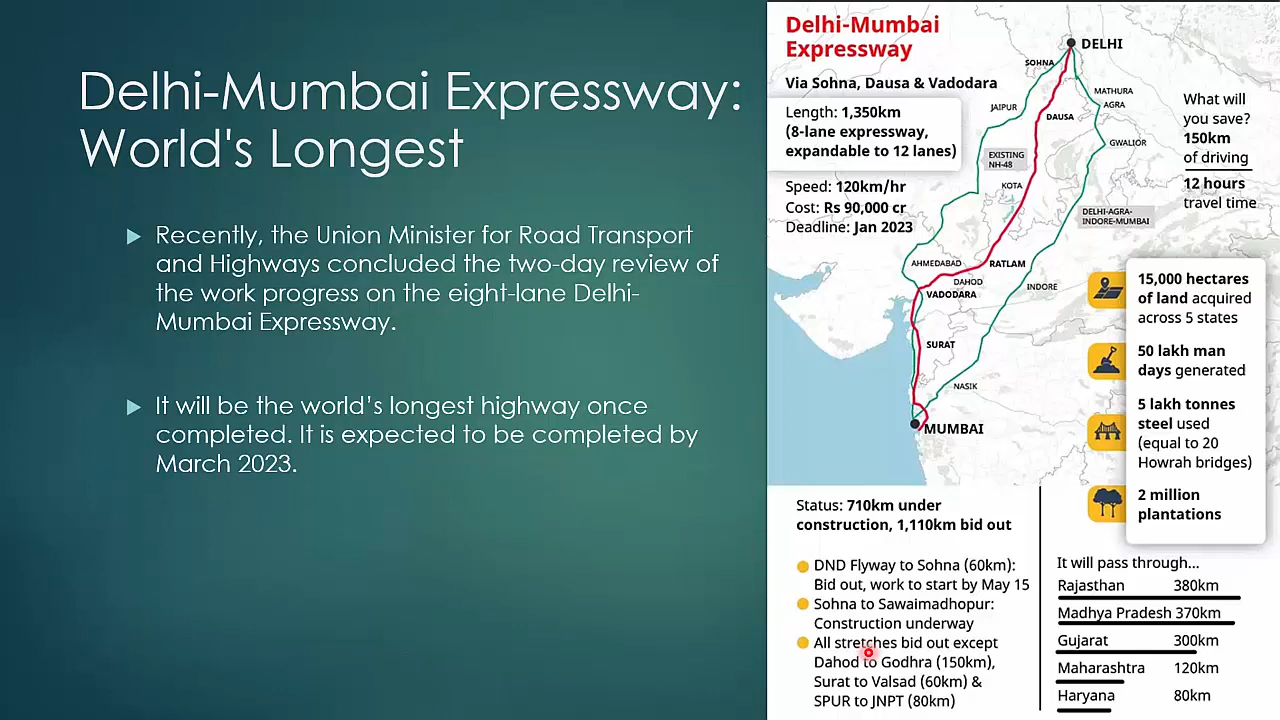 Delhi-Mumbai Expressway:
World's Longest
Recently, the Union Minister for Road Transport
and Highways concluded the two-day review of
the work progress on the eight-lane Delhi-
Mumbai Expressway.
It will be the world’s longest highway once
completed. It is expected to be completed by
March 2023.
Delhi-Mumbai
Expressway
Via Sohna, Dausa & Vadodara
Length: 1,350km
(8-lane expressway,
expandable to 12 lanes)
Speed: 120km/hr
Cost: Rs 90,000 cr
Deadline: Jan 2023
DELHI
SOHNA
MATHURA
AGRA
JAIPUR
DAUSA
GWALIOR
EXISTING
NH-48
KOTA
DELHI-AGRA-
INDORE-MUMBAI
AHMEDABAD
RATLAM
DAHOD
INDORE
VADODARA
SURAT
NASIK
MUMBAI
What will
you save?
150km
of driving
12 hours
travel time
15,000 hectares
of land acquired
across 5 states
50 lakh man
days generated
5 lakh tonnes
steel used
(equal to 20
Howrah bridges)
2 million
plantations
Status: 710km under
construction, 1,110km bid out
DND Flyway to Sohna (60km):
Bid out, work to start by May 15
Sohna to Sawaimadhopur:
Construction underway
All stretches bid out except
Dahod to Godhra (150km),
Surat to Valsad (60km) &
SPUR to JNPT (80km)
It will pass through...
Rajasthan 380km
Madhya Pradesh 370km
Gujarat 300km
Maharashtra 120km
Haryana 80km